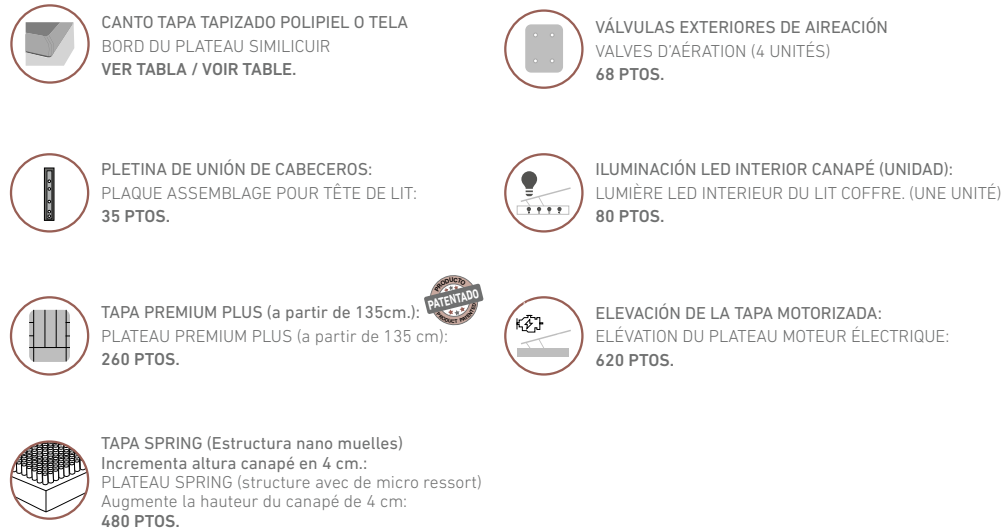 CANTO TAPA TAPIZADO POLIPIEL O TELA
BORD DU PLATEAU SIMILICUIR
VER TABLA / VOIR TABLE.
VÁLVULAS EXTERIORES DE AIREACIÓN
VALVES D'AÉRATION (4 UNITÉS)
68 PTOS.
PLETINA DE UNIÓN DE CABECEROS:
PLAQUE ASSEMBLAGE POUR TÊTE DE LIT:
35 PTOS.
ILUMINACIÓN LED INTERIOR CANAPÉ (UNIDAD):
LUMIÈRE LED INTERIEUR DU LIT COFFRE. (UNE UNITÉ)
80 PTOS.
TAPA PREMIUM PLUS (a partir de 135cm.):
PLATEAU PREMIUM PLUS (a partir de 135 cm):
260 PTOS.
PRODUCTO
PATENTADO
PRODUCT PATENTED
ELEVACIÓN DE LA TAPA MOTORIZADA:
ELÉVATION DU PLATEAU MOTEUR ÉLECTRIQUE:
620 PTOS.
TAPA SPRING (Estructura nano muelles)
Incrementa altura canapé en 4 cm.:
PLATEAU SPRING (structure avec de micro ressort)
Augmente la hauteur du canapé de 4 cm:
480 PTOS.